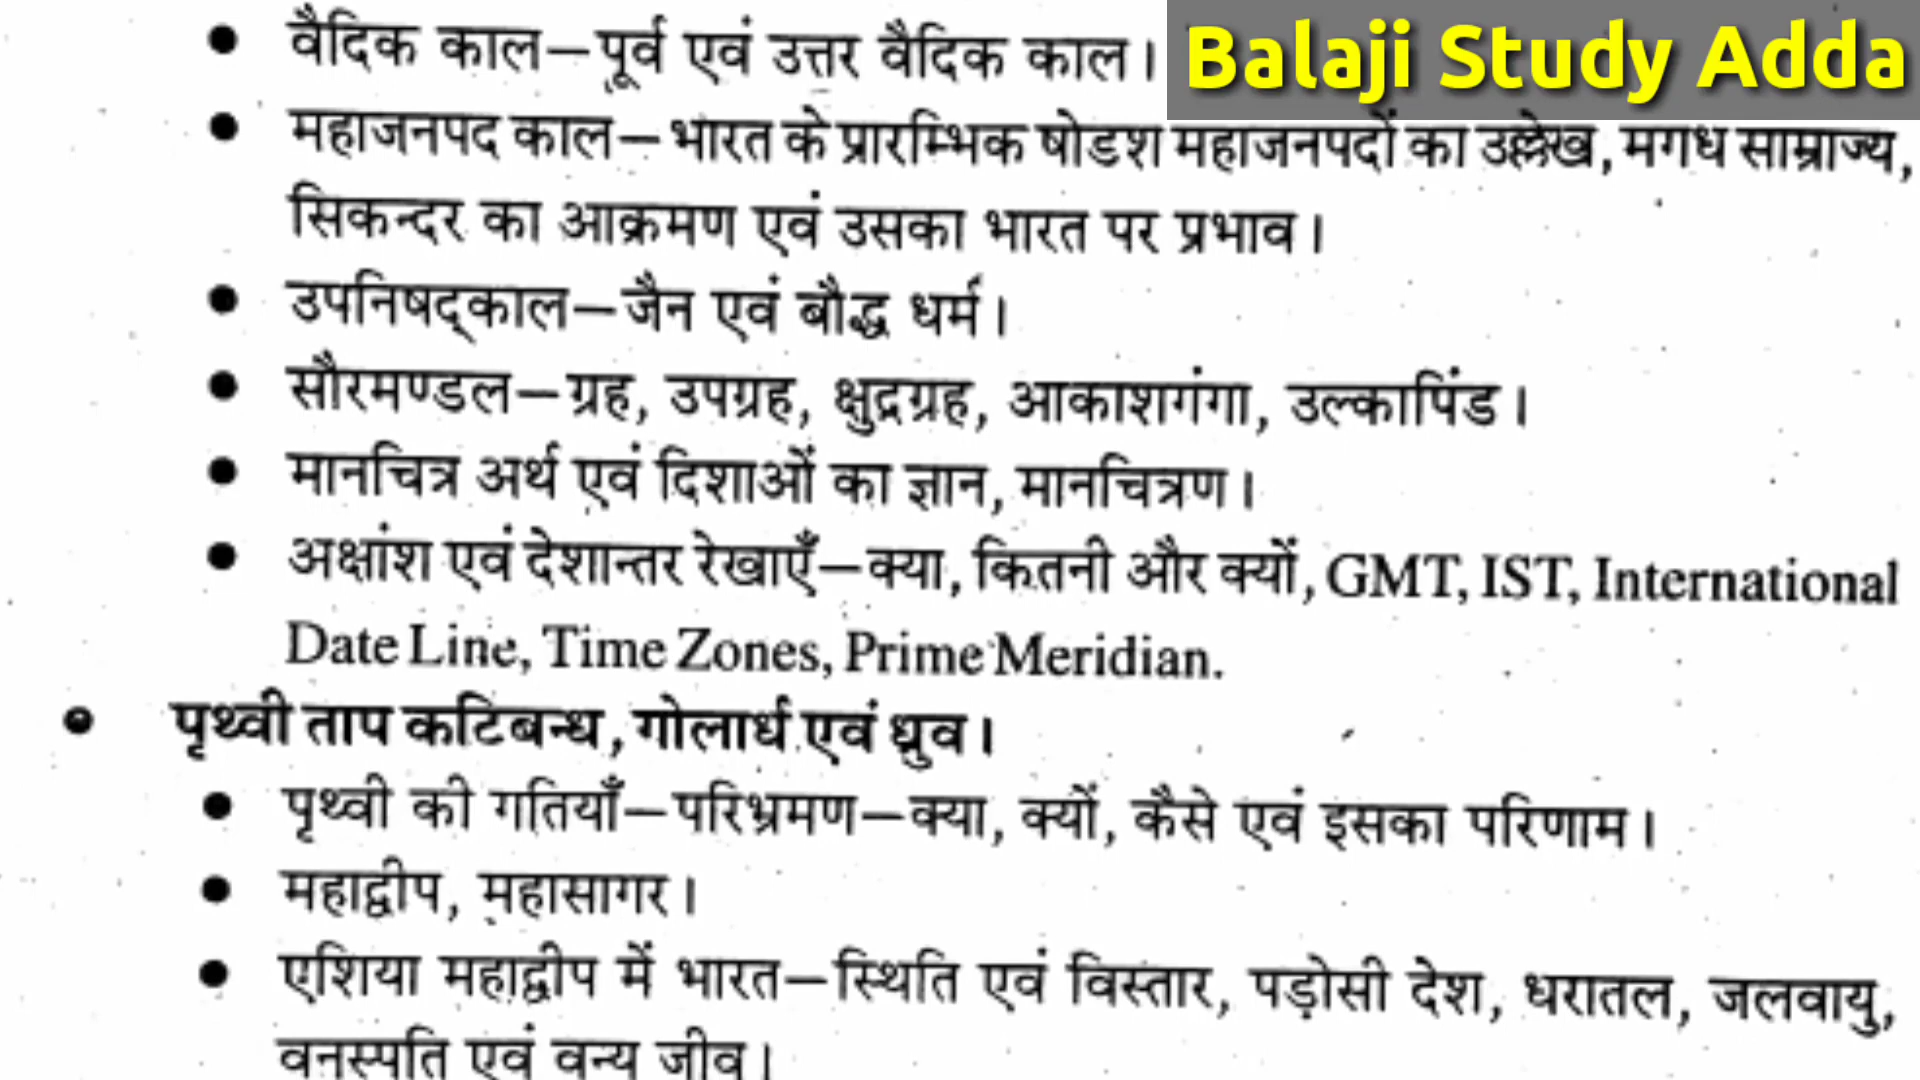 वैदिक काल—पूर्व एवं उत्तर वैदिक काल।
Balaji Study Adda
महाजनपद काल—भारत के प्रारम्भिक षोडश महाजनपदों का उल्लेख, मगध साम्राज्य,
सिकन्दर का आक्रमण एवं उसका भारत पर प्रभाव।
उपनिषद्काल—जैन एवं बौद्ध धर्म।
सौरमण्डल—ग्रह, उपग्रह, क्षुद्रग्रह, आकाशगंगा, उल्कापिंड।
मानचित्र अर्थ एवं दिशाओं का ज्ञान, मानचित्रण।
अक्षांश एवं देशान्तर रेखाएँ—क्या, कितनी और क्यों, GMT, IST, International
Date Line, Time Zones, Prime Meridian.
पृथ्वी ताप कटिबन्ध, गोलार्ध एवं ध्रुव।
पृथ्वी की गतियाँ—परिभ्रमण—क्या, क्यों, कैसे एवं इसका परिणाम।
महाद्वीप, महासागर।
एशिया महाद्वीप में भारत—स्थिति एवं विस्तार, पड़ोसी देश, धरातल, जलवायु,
वनस्पति एवं वन्य जीव।